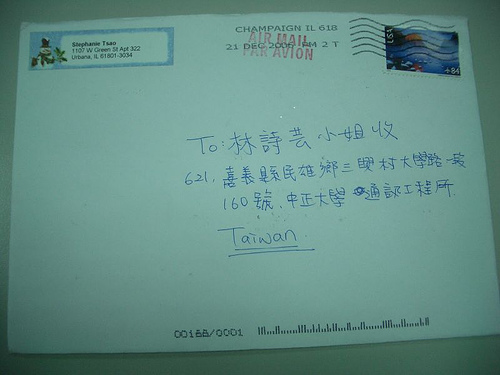 Stephanie Tsao
1107 W Green St Apt 322
Urbana, IL 61801-3034
CHAMPAIGN IL 618
AIR MAIL
21 DEC 2006 PM 2 T
PAR AVION
USA
84
To: 林詩芸小姐收
621, 嘉義縣民雄鄉三興村大學路一段
160號. 中正大學 通訊工程所
Taiwan
001BB/0001